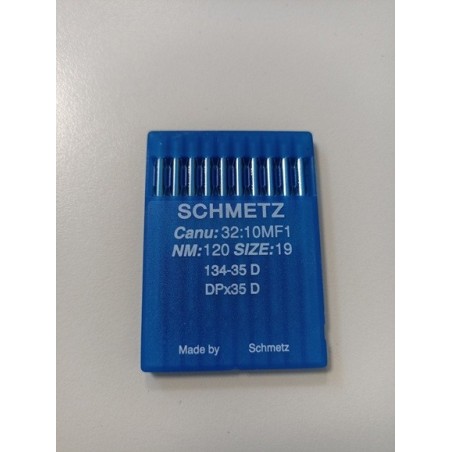 SCHMETZ
Canu: 32:10MF1
NM:120 SIZE:19
134-35 D
DPx35 D
Made by Schmetz